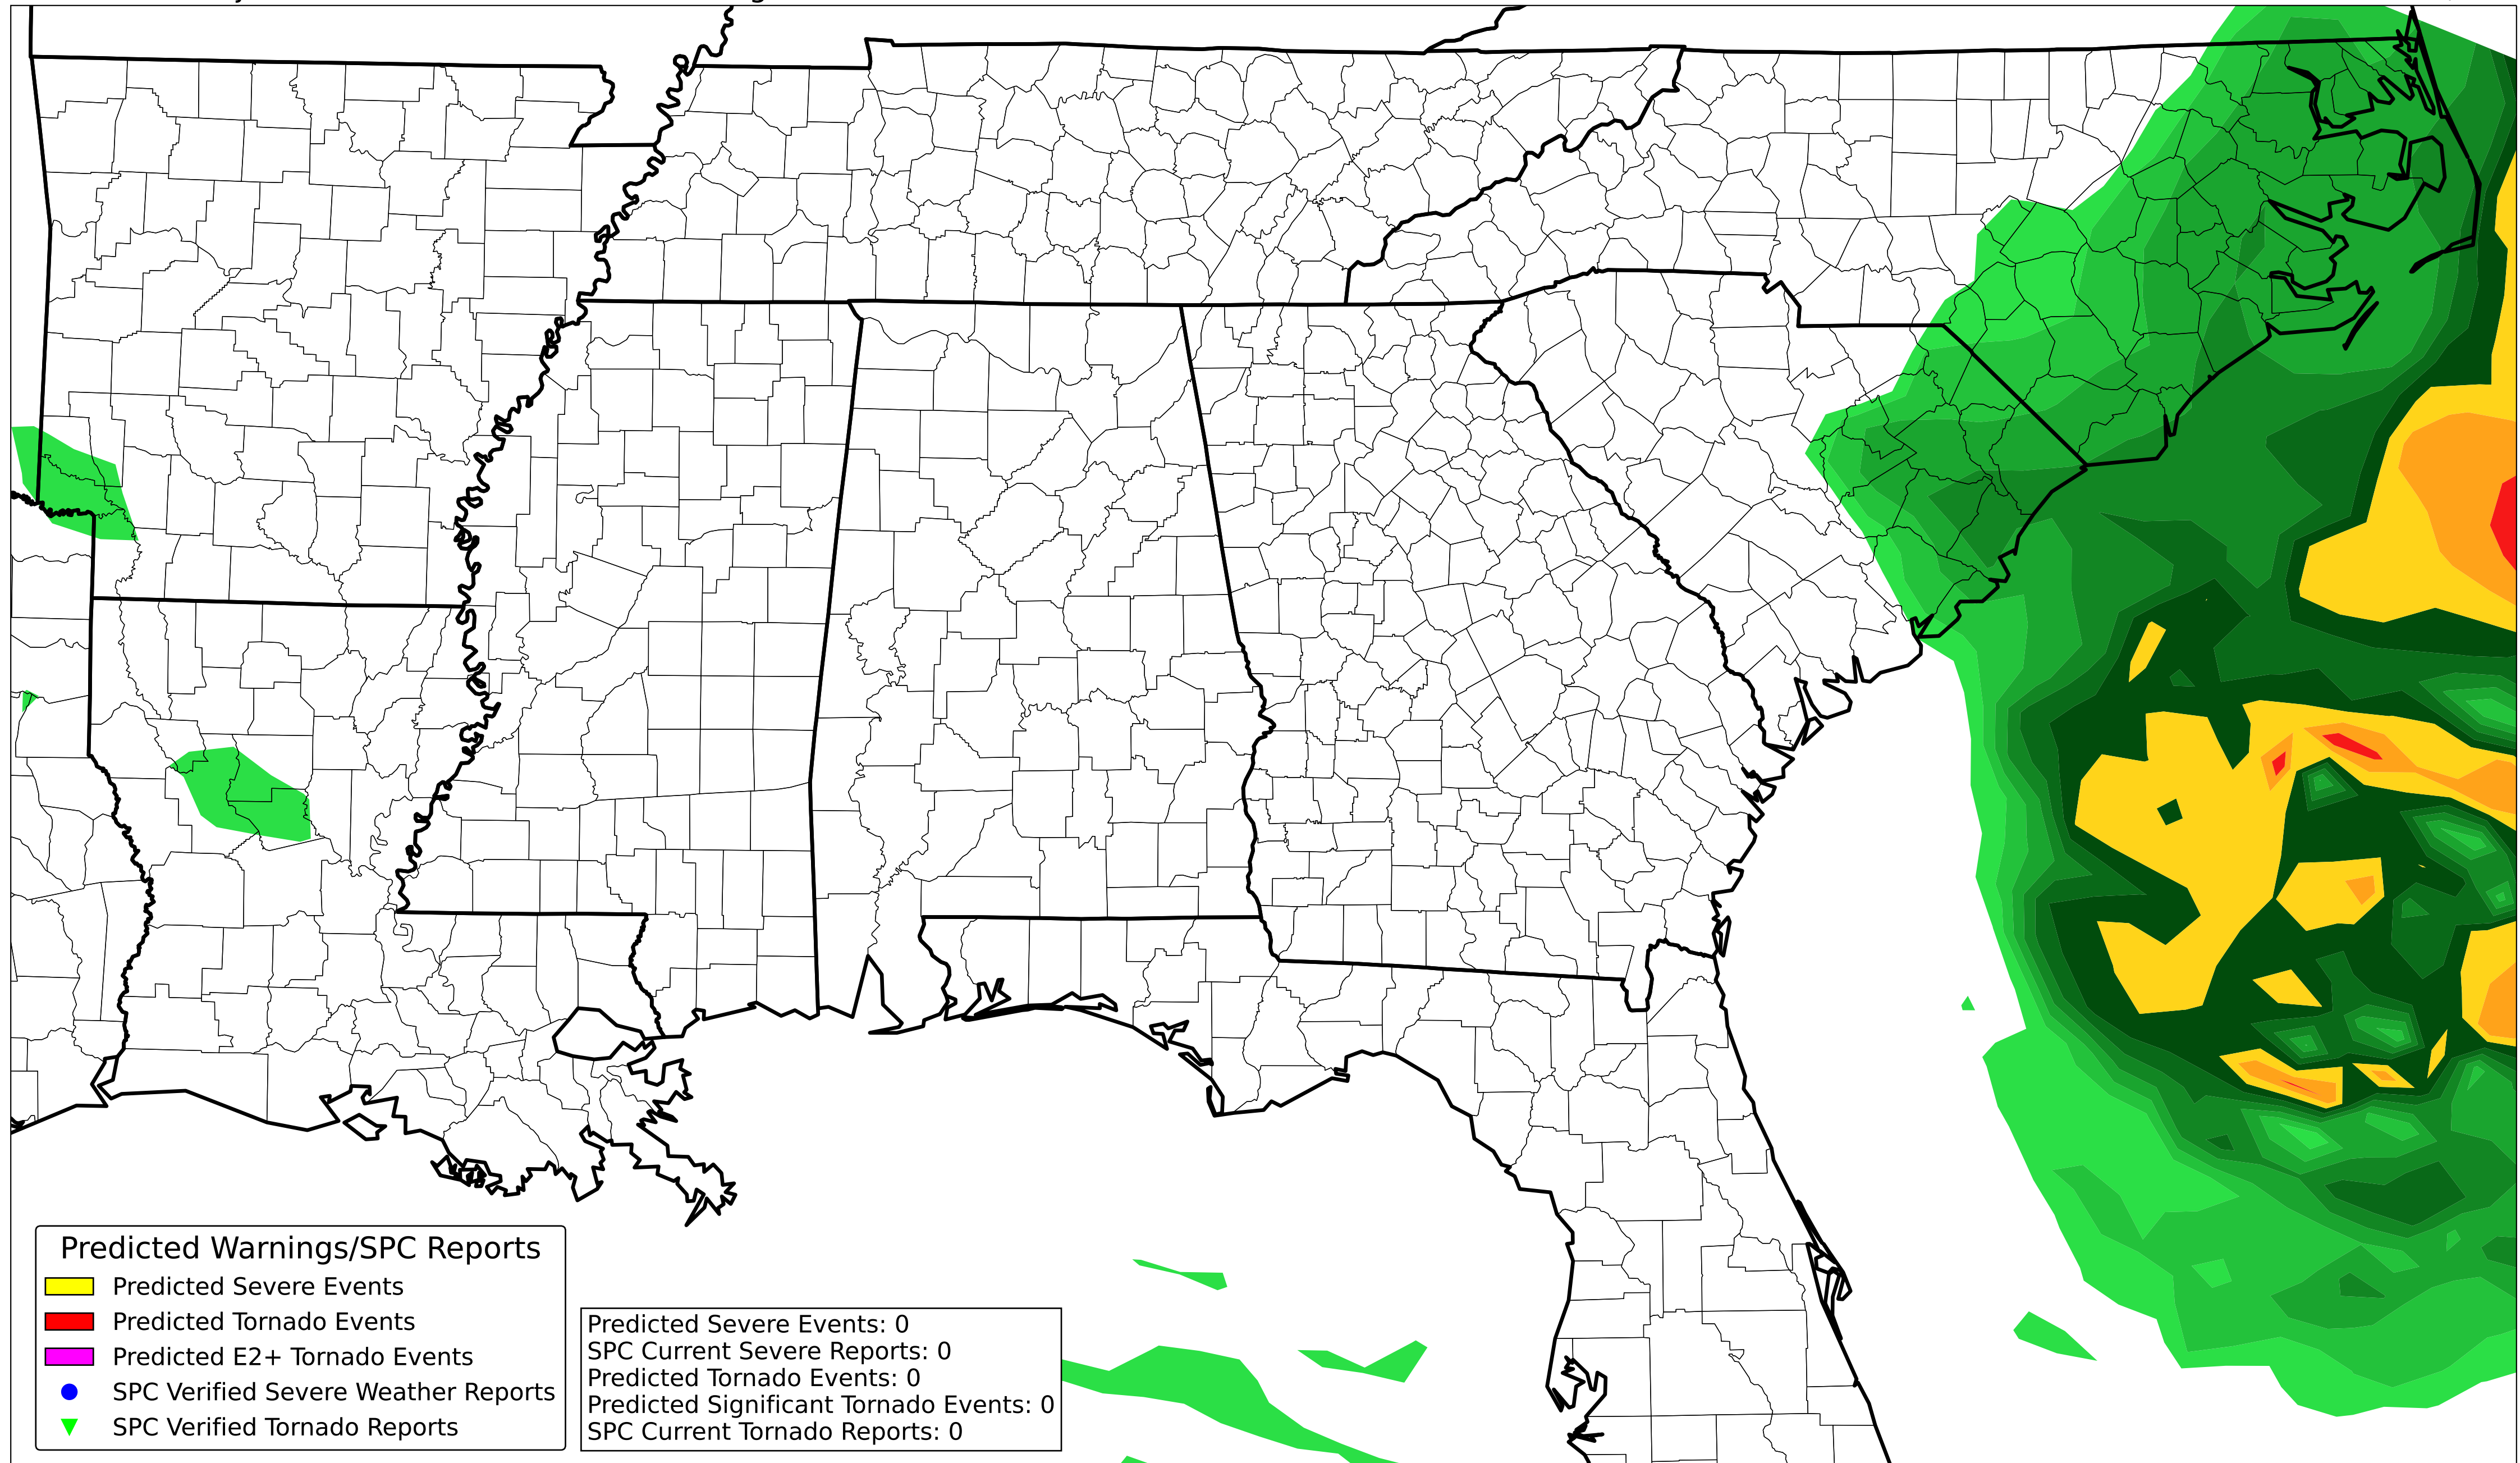 Predicted Warnings/SPC Reports
Predicted Severe Events
Predicted Tornado Events
Predicted E2+ Tornado Events
SPC Verified Severe Weather Reports
SPC Verified Tornado Reports
Predicted Severe Events: 0
SPC Current Severe Reports: 0
Predicted Tornado Events: 0
Predicted Significant Tornado Events: 0
SPC Current Tornado Reports: 0